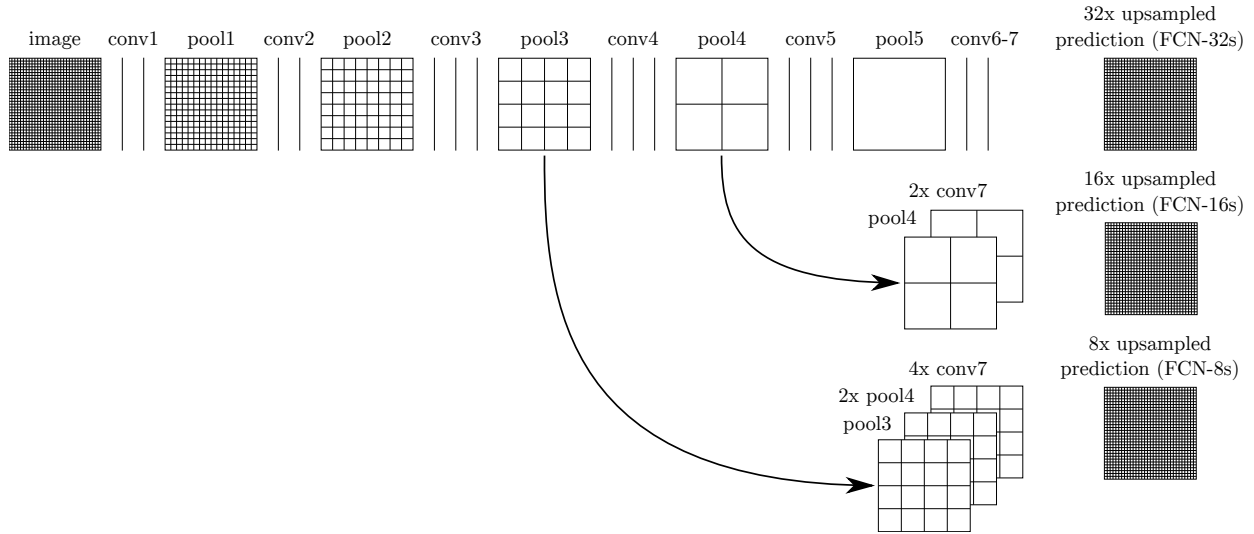 image conv1 pool1 conv2 pool2 conv3 pool3 conv4 pool4 conv5 pool5 conv6-7
32x upsampled
prediction (FCN-32s)
16x upsampled
prediction (FCN-16s)
2x conv7
pool4
8x upsampled
prediction (FCN-8s)
4x conv7
2x pool4
pool3